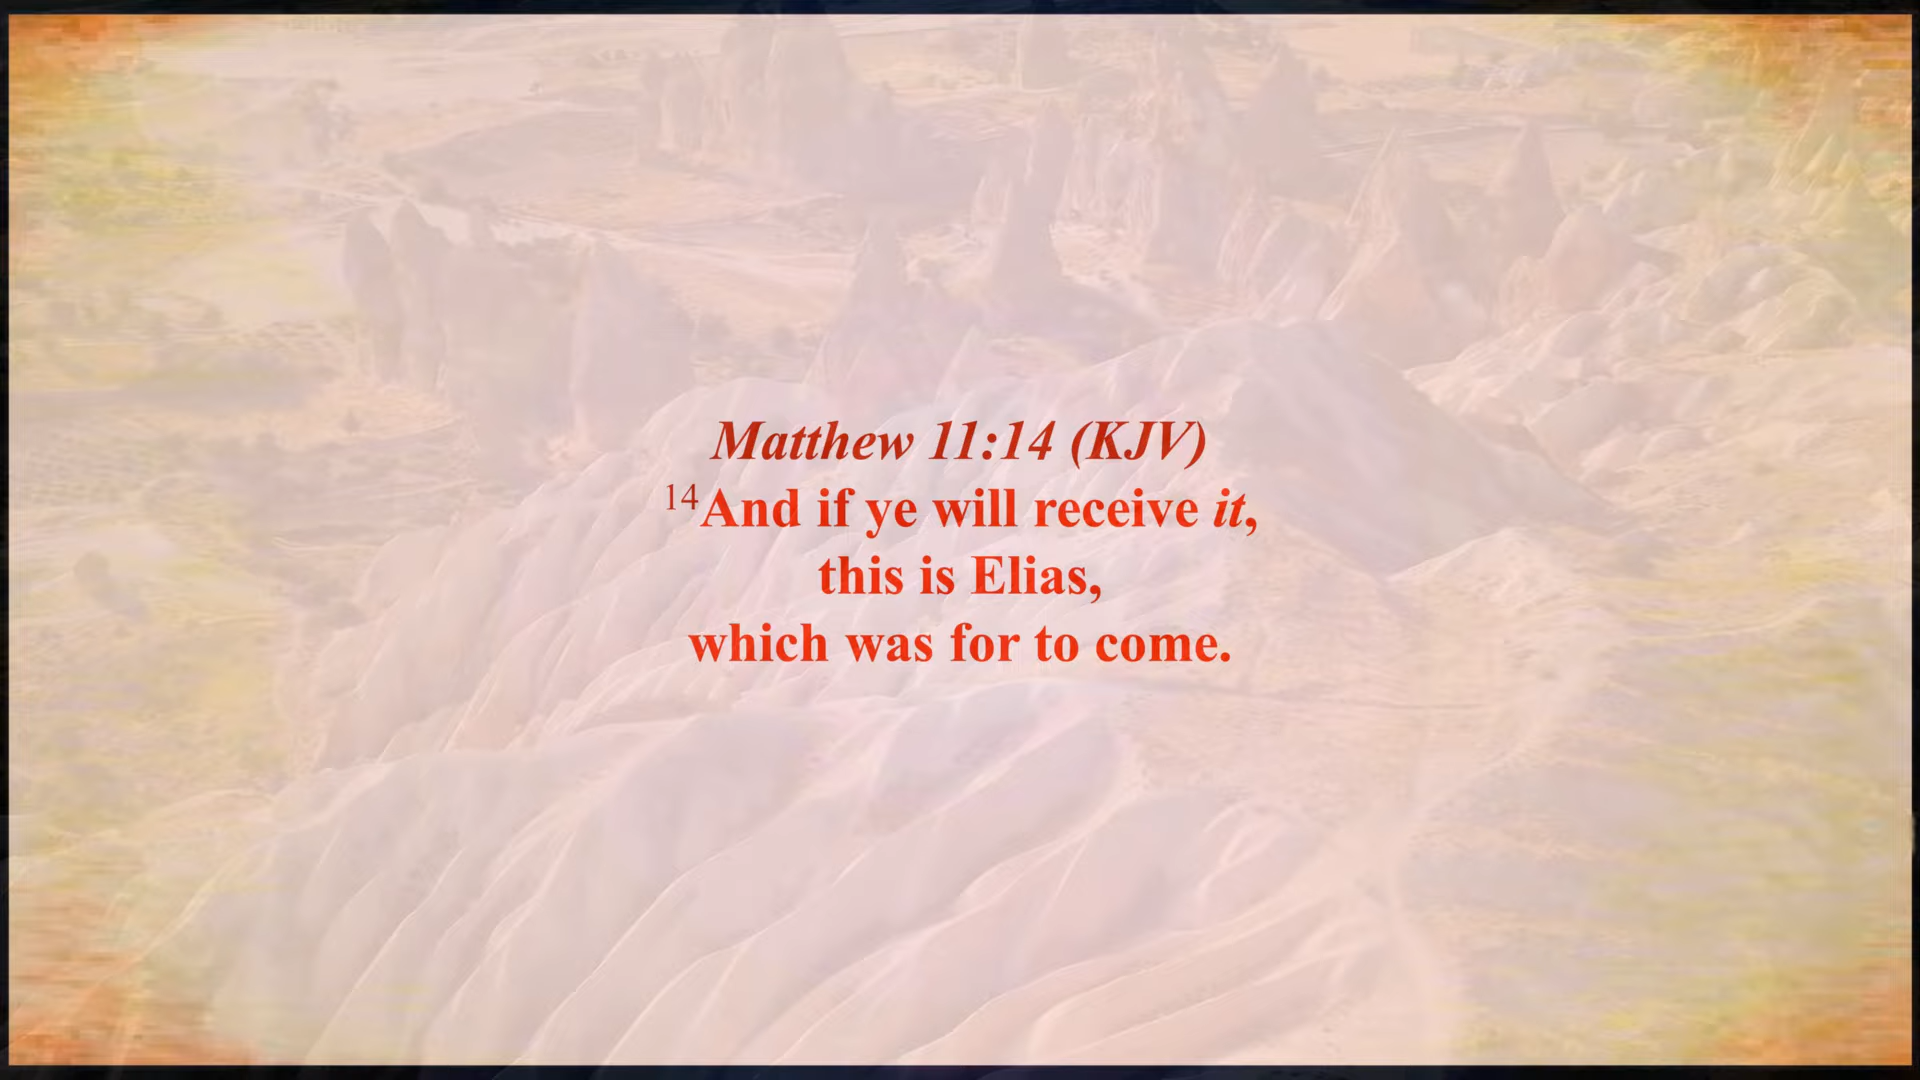 Matthew 11:14 (KJV)
14And if ye will receive it,
this is Elias,
which was for to come.